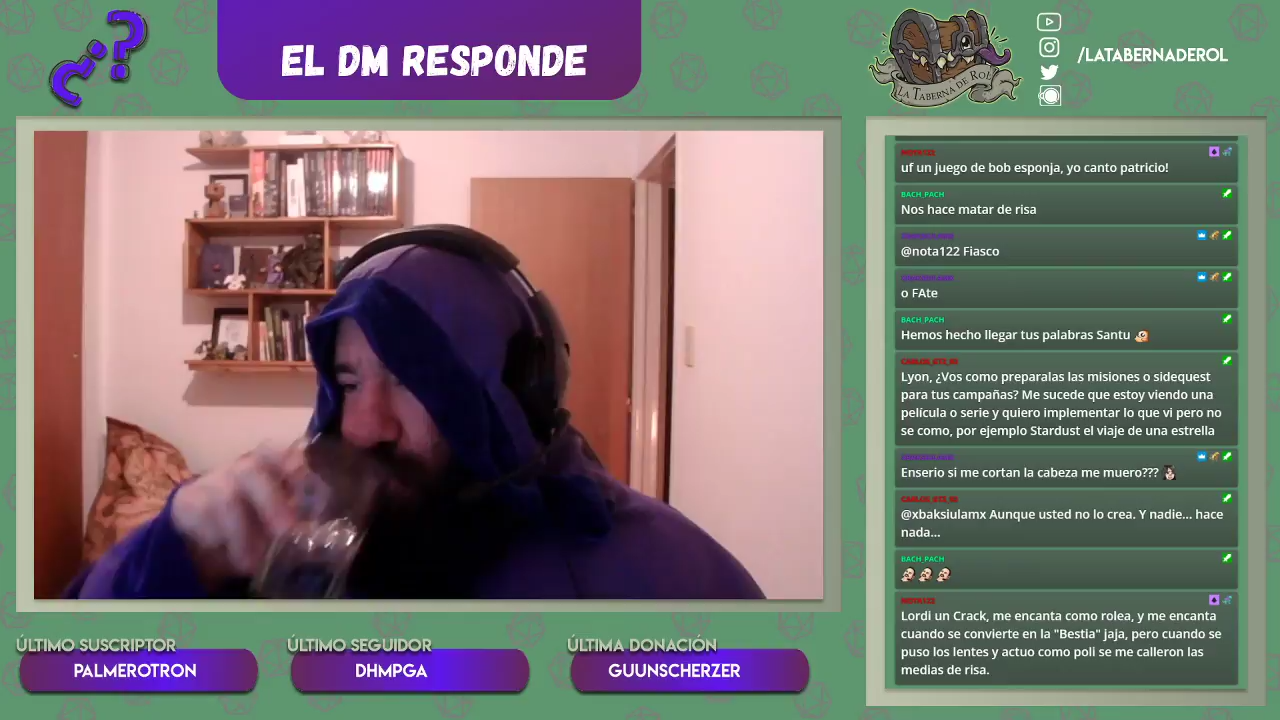 EL DM RESPONDE
LA TABERNA DE ROL
/LATABERNADEROL
NOTA122
uf un juego de bob esponja, yo canto patricio!
BACH_PACH
Nos hace matar de risa
@nota122 Fiasco
o FAte
BACH_PACH
Hemos hecho llegar tus palabras Santu
Lyon, ¿Vos como preparalas las misiones o sidequest
para tus campañas? Me sucede que estoy viendo una
película o serie y quiero implementar lo que vi pero no
se como, por ejemplo Stardust el viaje de una estrella
Enserio si me cortan la cabeza me muero???
@xbaksiulamx Aunque usted no lo crea. Y nadie... hace
nada...
BACH_PACH
NOTA122
Lordi un Crack, me encanta como rolea, y me encanta
cuando se convierte en la "Bestia" jaja, pero cuando se
puso los lentes y actuo como poli se me calleron las
medias de risa.
ÚLTIMO SUSCRIPTOR
PALMEROTRON
ÚLTIMO SEGUIDOR
DHMPGA
ÚLTIMA DONACIÓN
GUUNSCHERZER